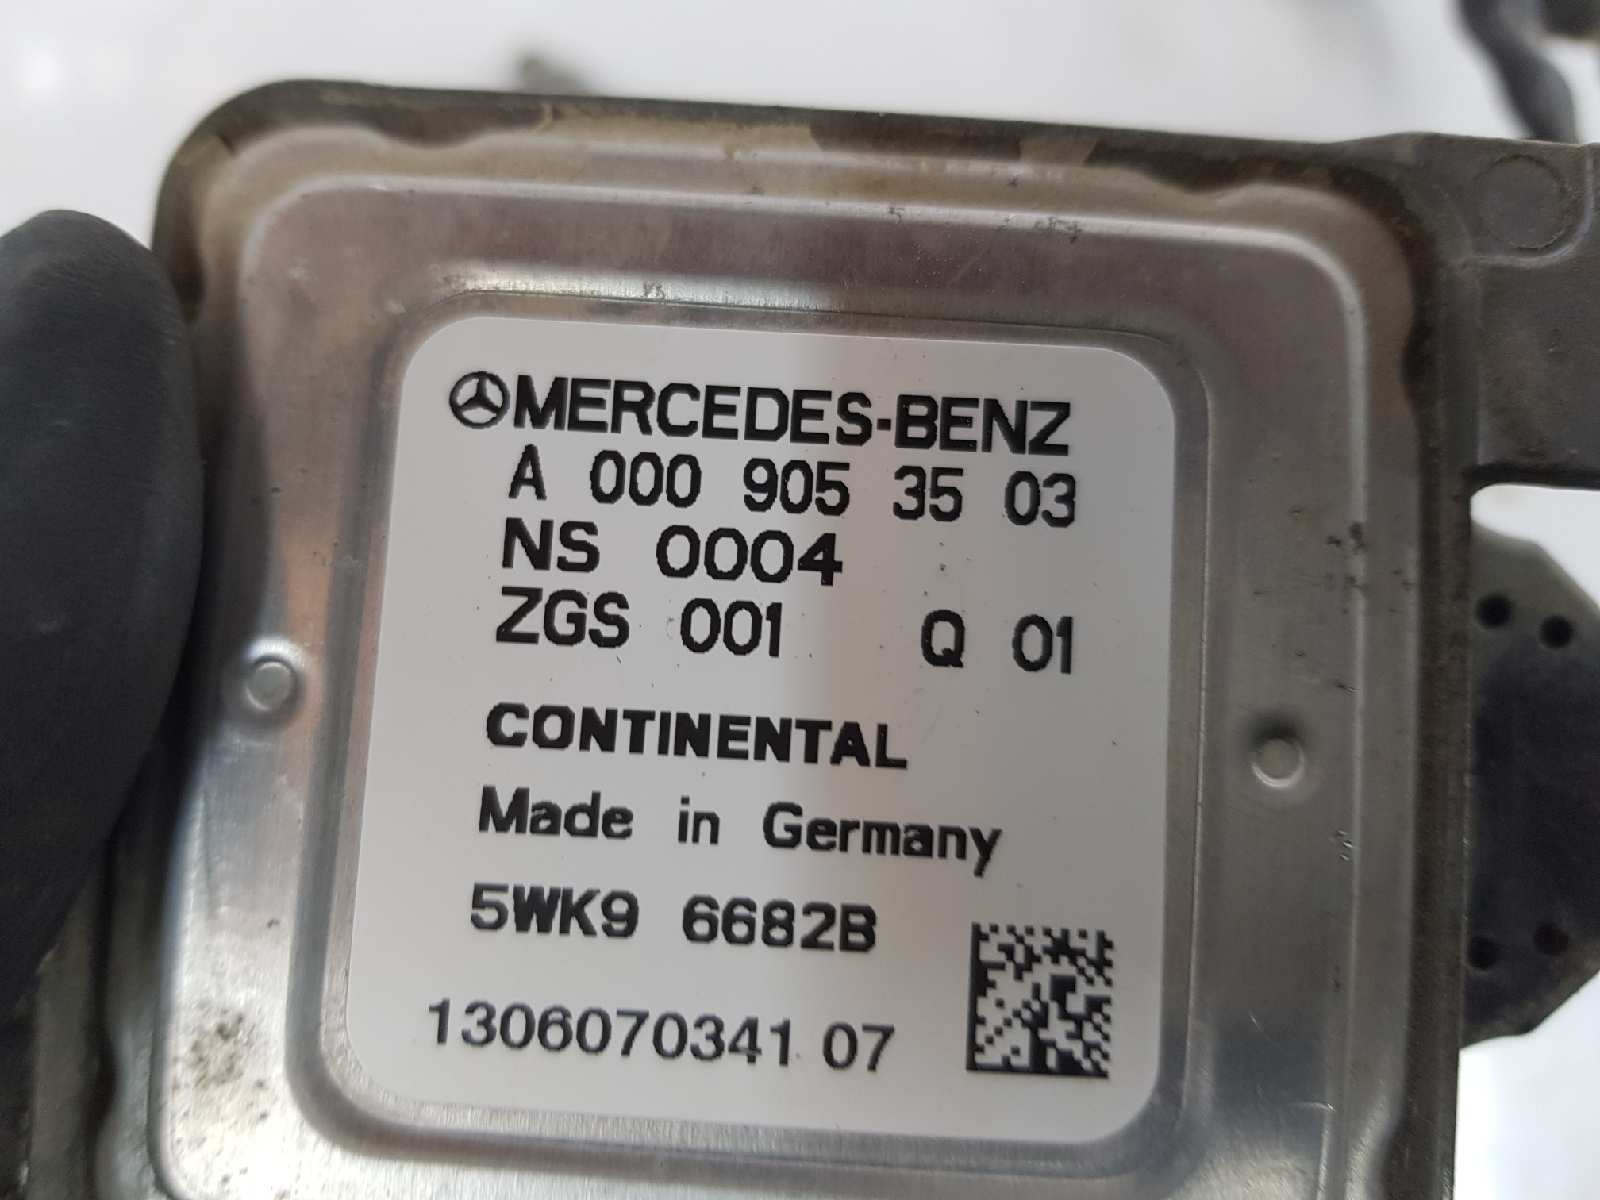 MERCEDES-BENZ
A 000 905 35 03
NS 0004
ZGS 001 Q 01
CONTINENTAL
Made in Germany
5WK9 6682B
1306070341 07